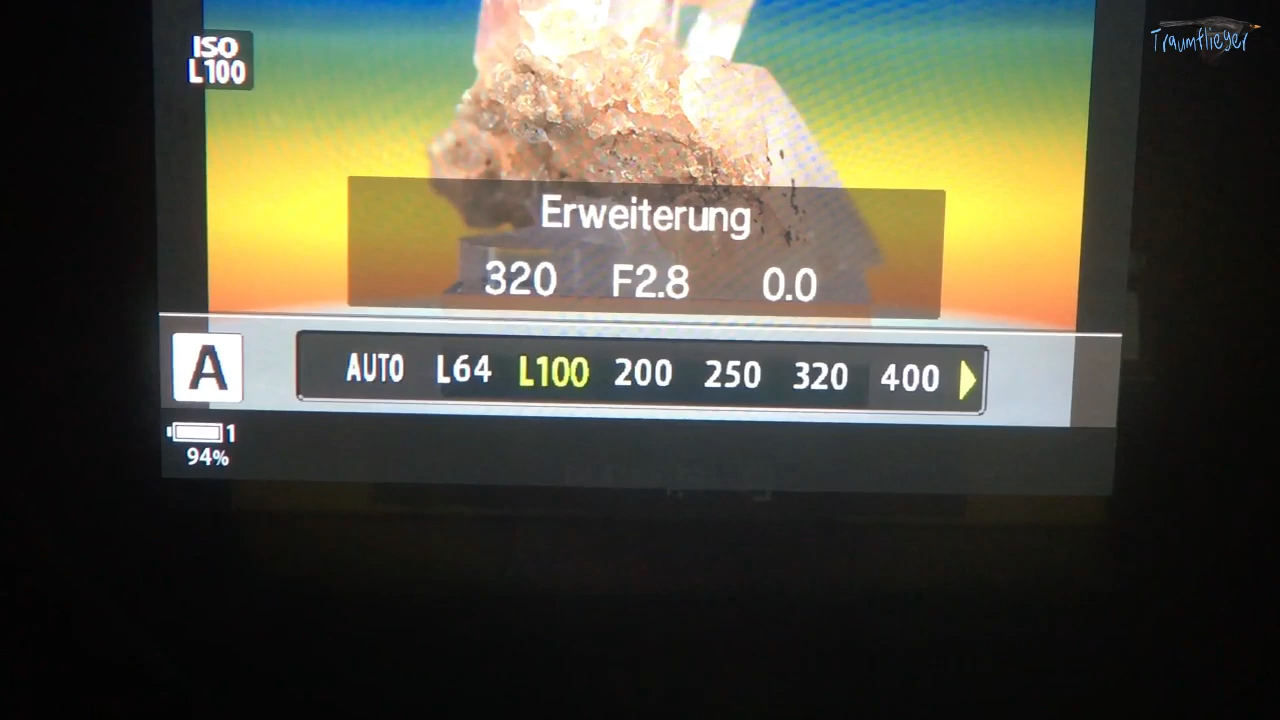 Traumflieger
ISO
L100
Erweiterung
320 F2.8 0.0
A
AUTO L64 L100 200 250 320 400
1
94%